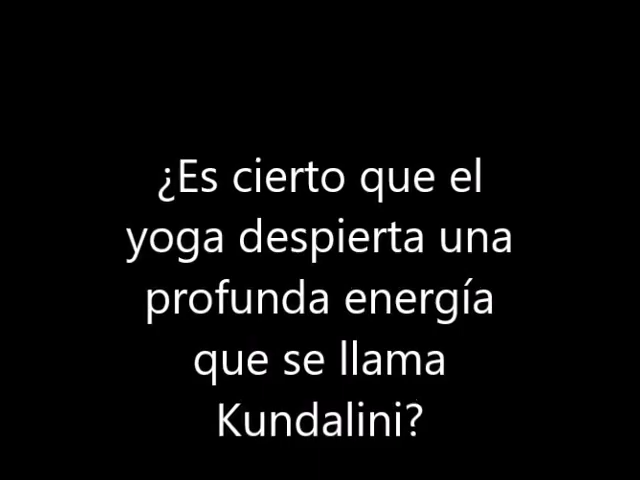 ¿Es cierto que el
yoga despierta una
profunda energía
que se llama
Kundalini?